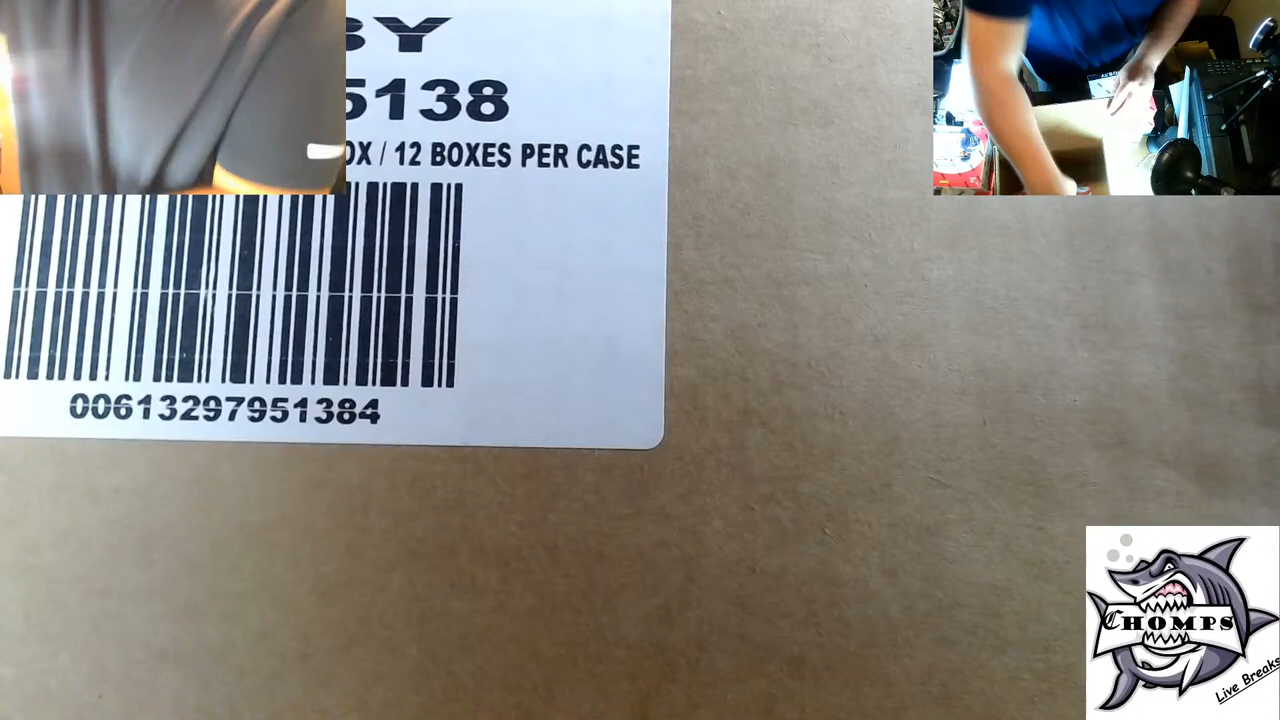 BY
5138
OX / 12 BOXES PER CASE
00613297951384
CHOMPS
Live Breaks